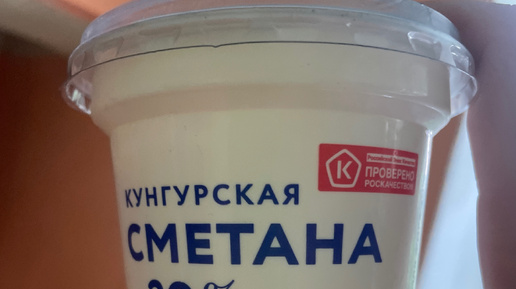 КУНГУРСКАЯ
СМЕТАНА
K
ПРОВЕРЕНО
РОСКАЧЕСТВОМ
%